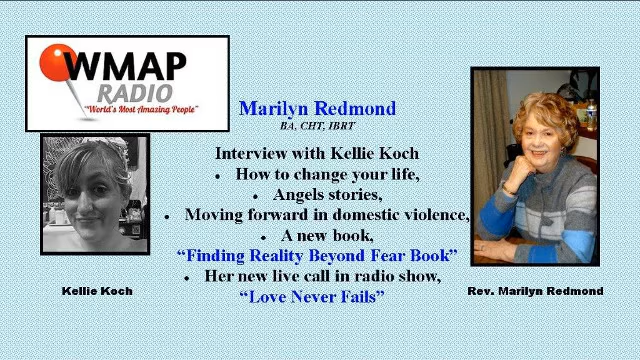 WMAP
RADIO
"World's Most Amazing People"
Marilyn Redmond
BA, CHT, IBRT
Interview with Kellie Koch
• How to change your life,
• Angels stories,
• Moving forward in domestic violence,
• A new book,
“Finding Reality Beyond Fear Book”
• Her new live call in radio show,
“Love Never Fails”
Kellie Koch
Rev. Marilyn Redmond